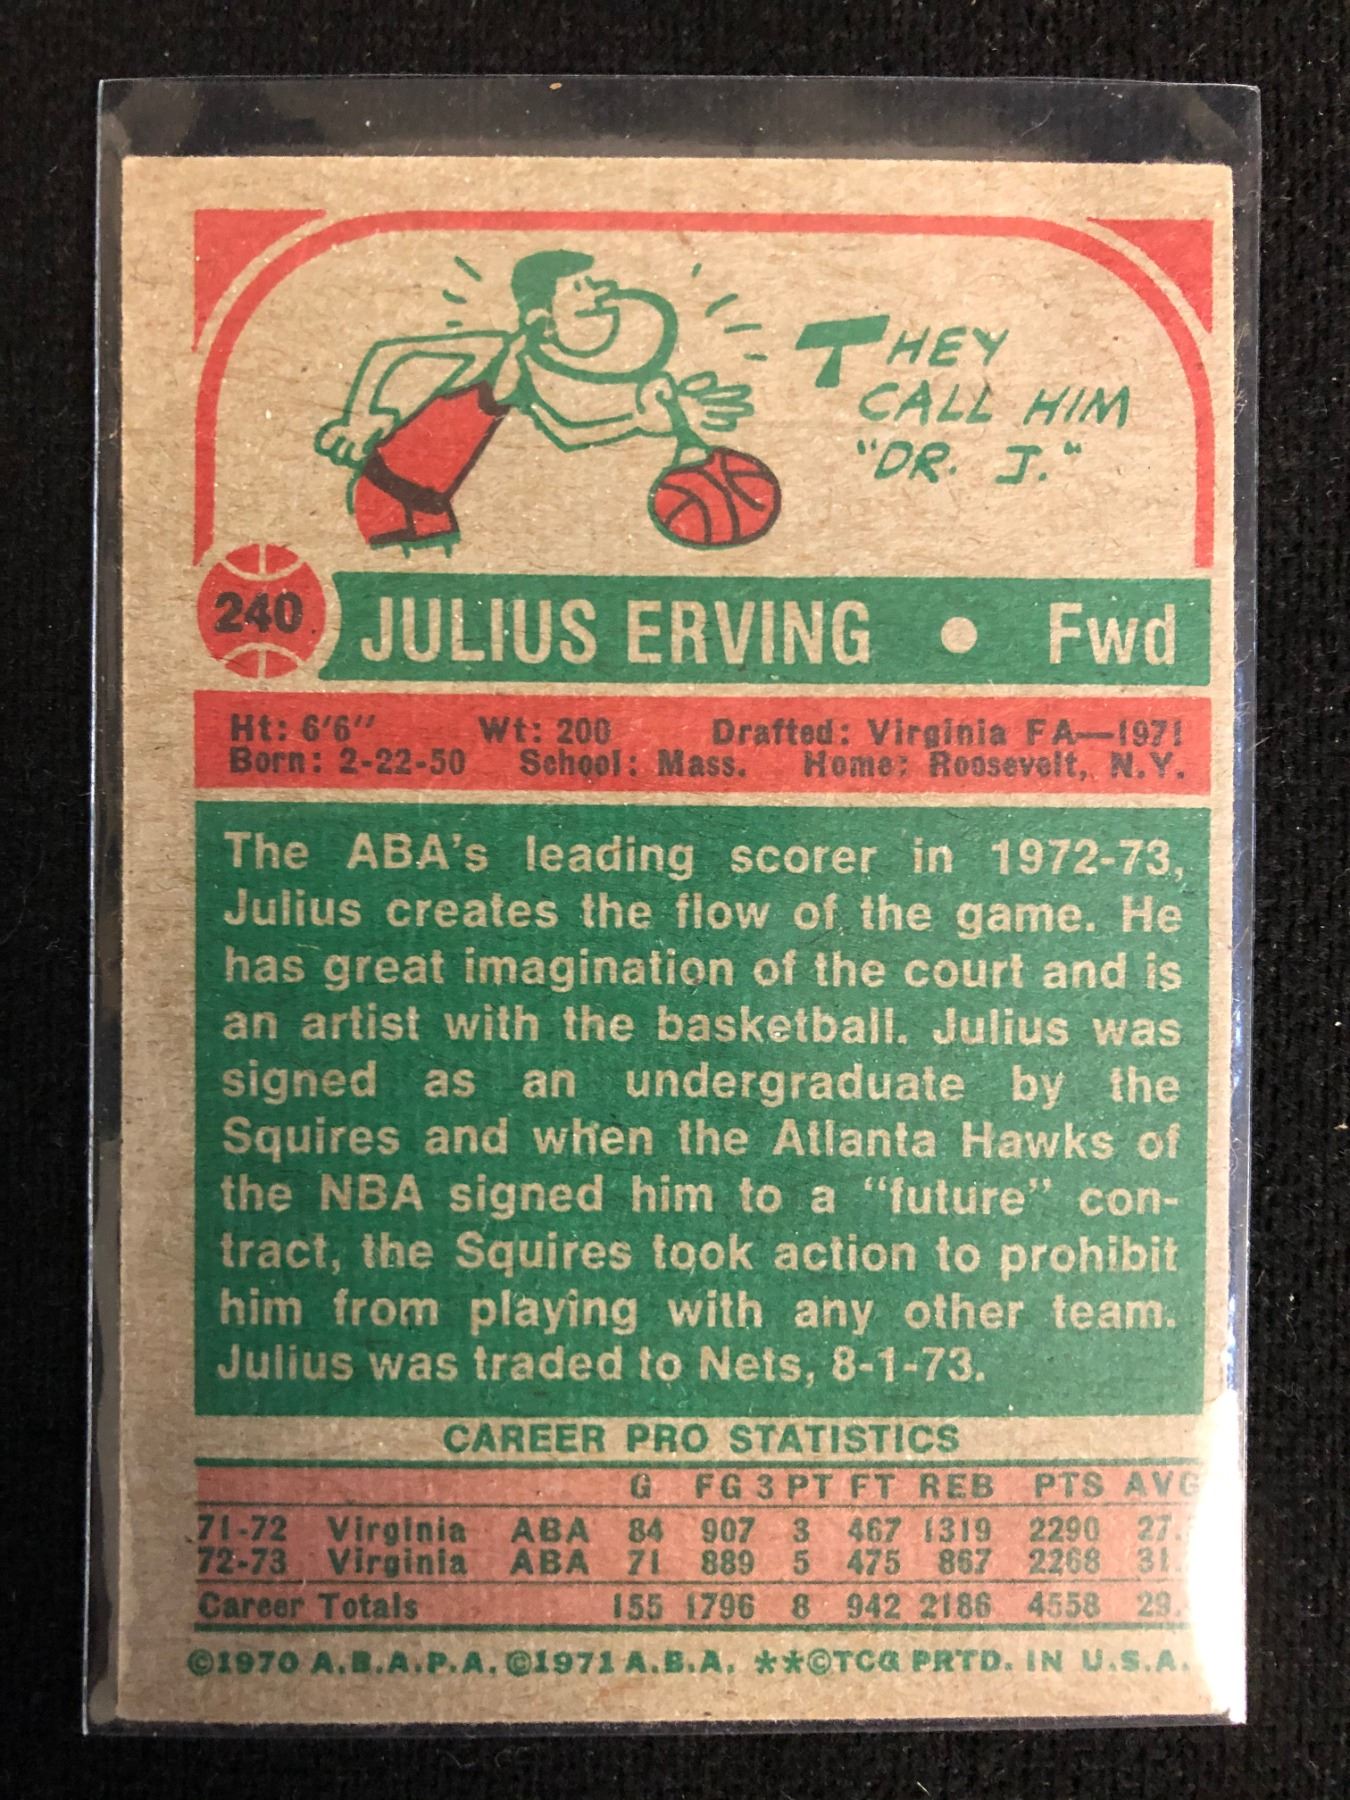 THEY
CALL HIM
"DR. J."
240 JULIUS ERVING • Fwd
Ht: 6'6" Wt: 200 Drafted: Virginia FA—1971
Born: 2-22-50 School: Mass. Home: Roosevelt, N.Y.
The ABA's leading scorer in 1972-73,
Julius creates the flow of the game. He
has great imagination of the court and is
an artist with the basketball. Julius was
signed as an undergraduate by the
Squires and when the Atlanta Hawks of
the NBA signed him to a "future" con-
tract, the Squires took action to prohibit
him from playing with any other team.
Julius was traded to Nets, 8-1-73.
CAREER PRO STATISTICS
G FG 3 PT FT REB PTS AVG
71-72 Virginia ABA 84 907 3 467 1319 2290 27.
72-73 Virginia ABA 71 889 5 475 867 2268 31.
Career Totals 155 1796 8 942 2186 4558 29.
©1970 A.B.A.P.A. ©1971 A.B.A. **©TCG PRTD. IN U.S.A.